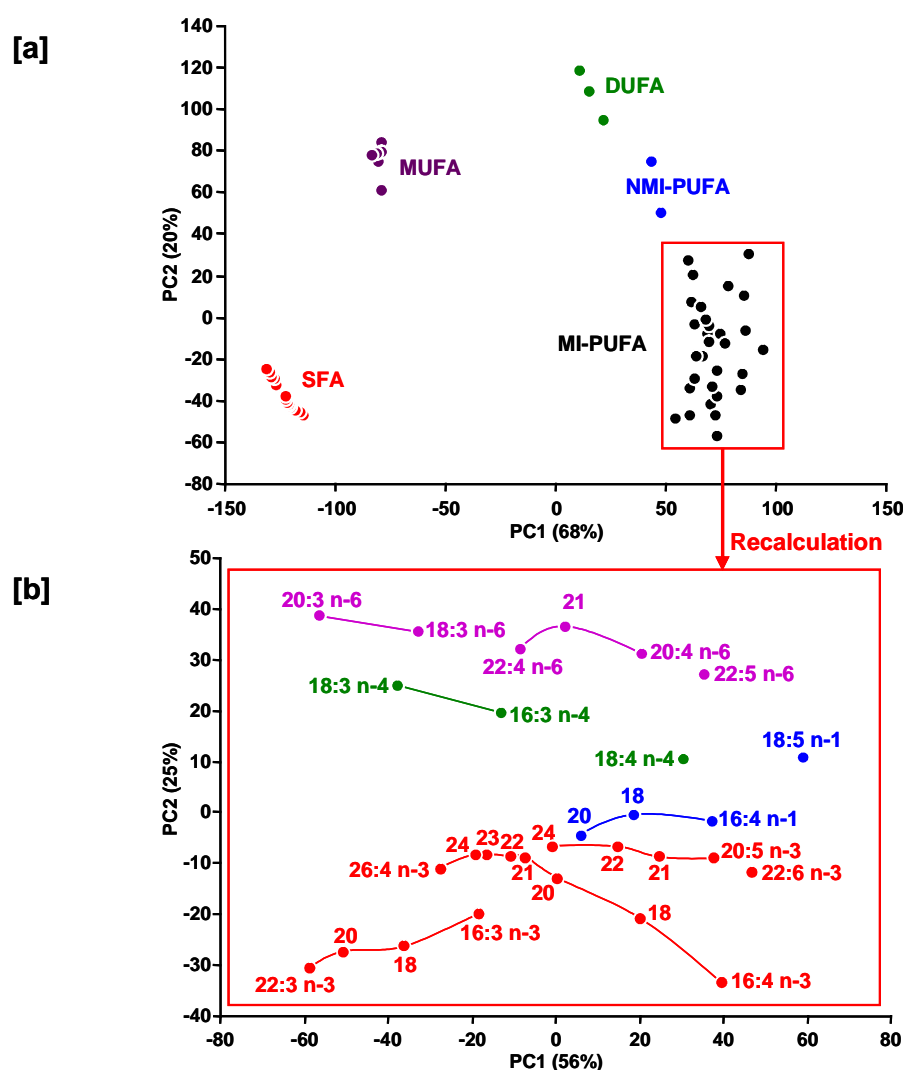 [a]
140
120
100
80
60
40
20
0
-20
-40
-60
-80
PC2 (20%)
DUFA
MUFA
NMI-PUFA
MI-PUFA
SFA
-150 -100 -50 0 50 100 150
PC1 (68%)
Recalculation
[b]
50
40
30
20
10
0
-10
-20
-30
-40
PC2 (25%)
20:3 n-6
21
18:3 n-6
22:4 n-6
20:4 n-6
22:5 n-6
18:3 n-4
16:3 n-4
18:4 n-4
18:5 n-1
20
18
16:4 n-1
26:4 n-3
24
23
22
21
20
24
22
21
20:5 n-3
22:6 n-3
18
16:4 n-3
22:3 n-3
20
18
16:3 n-3
-80 -60 -40 -20 0 20 40 60 80
PC1 (56%)